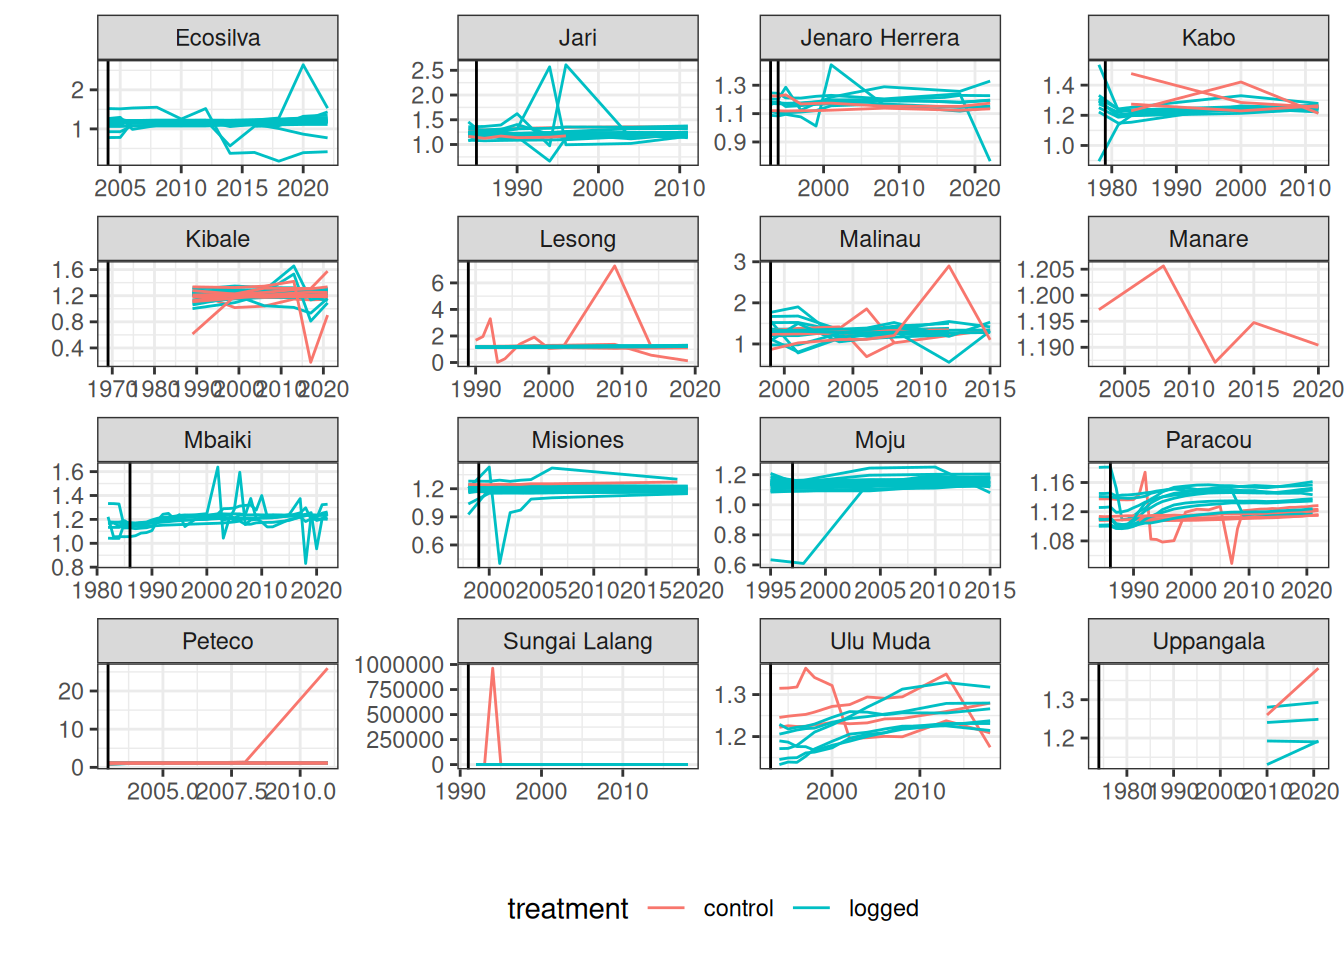 Ecosilva Jari Jenaro Herrera Kabo
2 1
2.5 2.0 1.5 1.0
1.3 1.1 0.9
1.4 1.2 1.0
2005 2010 2015 2020 1990 2000 2010 2000 2010 2020 1980 1990 2000 2010
Kibale Lesong Malinau Manare
1.6 1.2 0.8 0.4
6 4 2 0
3 2 1
1.205 1.200 1.195 1.190
1970 1980 1990 2000 2010 2020 1990 2000 2010 2020 2000 2005 2010 2015 2005 2010 2015 2020
Mbaiki Misiones Moju Paracou
1.6 1.4 1.2 1.0 0.8
1.2 0.9 0.6
1.2 1.0 0.8 0.6
1.16 1.12 1.08
1980 1990 2000 2010 2020 2000 2005 2010 2015 2020 1995 2000 2005 2010 2015 1990 2000 2010 2020
Peteco Sungai Lalang Ulu Muda Uppangala
20 10 0
1000000 750000 500000 250000 0
1.3 1.2
1.3 1.2
2005.0 2007.5 2010.0 1990 2000 2010 2000 2010 1980 1990 2000 2010 2020
treatment control logged